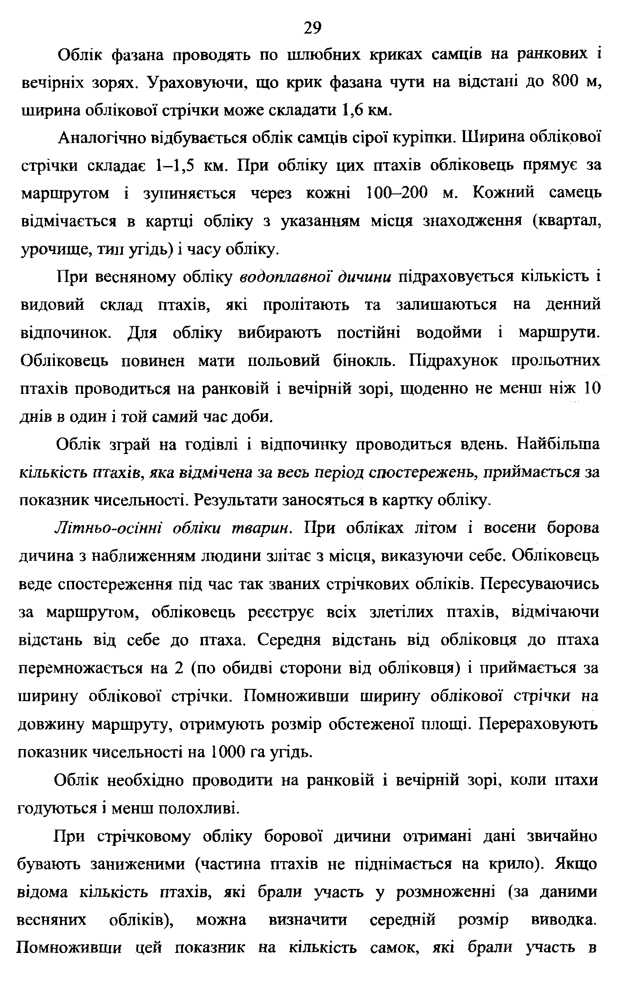 29
Облік фазана проводять по шлюбних криках самців на ранкових і
вечірніх зорях. Ураховуючи, що крик фазана чути на відстані до 800 м,
ширина облікової стрічки може складати 1,6 км.
Аналогічно відбувається облік самців сірої куріпки. Ширина облікової
стрічки складає 1–1,5 км. При обліку цих птахів обліковець прямує за
маршрутом і зупиняється через кожні 100–200 м. Кожний самець
відмічається в картці обліку з указанням місця знаходження (квартал,
урочище, тип угідь) і часу обліку.
При весняному обліку водоплавної дичини підраховується кількість і
видовий склад птахів, які пролітають та залишаються на денний
відпочинок. Для обліку вибирають постійні водойми і маршрути.
Обліковець повинен мати польовий бінокль. Підрахунок прольотних
птахів проводиться на ранковій і вечірній зорі, щоденно не менш ніж 10
днів в один і той самий час доби.
Облік зграй на годівлі і відпочинку проводиться вдень. Найбільша
кількість птахів, яка відмічена за весь період спостережень, приймається за
показник чисельності. Результати заносяться в картку обліку.
Літньо-осінні обліки тварин. При обліках літом і восени борова
дичина з наближенням людини злітає з місця, виказуючи себе. Обліковець
веде спостереження під час так званих стрічкових обліків. Пересуваючись
за маршрутом, обліковець реєструє всіх злетілих птахів, відмічаючи
відстань від себе до птаха. Середня відстань від обліковця до птаха
перемножається на 2 (по обидві сторони від обліковця) і приймається за
ширину облікової стрічки. Помноживши ширину облікової стрічки на
довжину маршруту, отримують розмір обстеженої площі. Перераховують
показник чисельності на 1000 га угідь.
Облік необхідно проводити на ранковій і вечірній зорі, коли птахи
годуються і менш полохливі.
При стрічковому обліку борової дичини отримані дані звичайно
бувають заниженими (частина птахів не піднімається на крило). Якщо
відома кількість птахів, які брали участь у розмноженні (за даними
весняних обліків), можна визначити середній розмір виводка.
Помноживши цей показник на кількість самок, які брали участь в